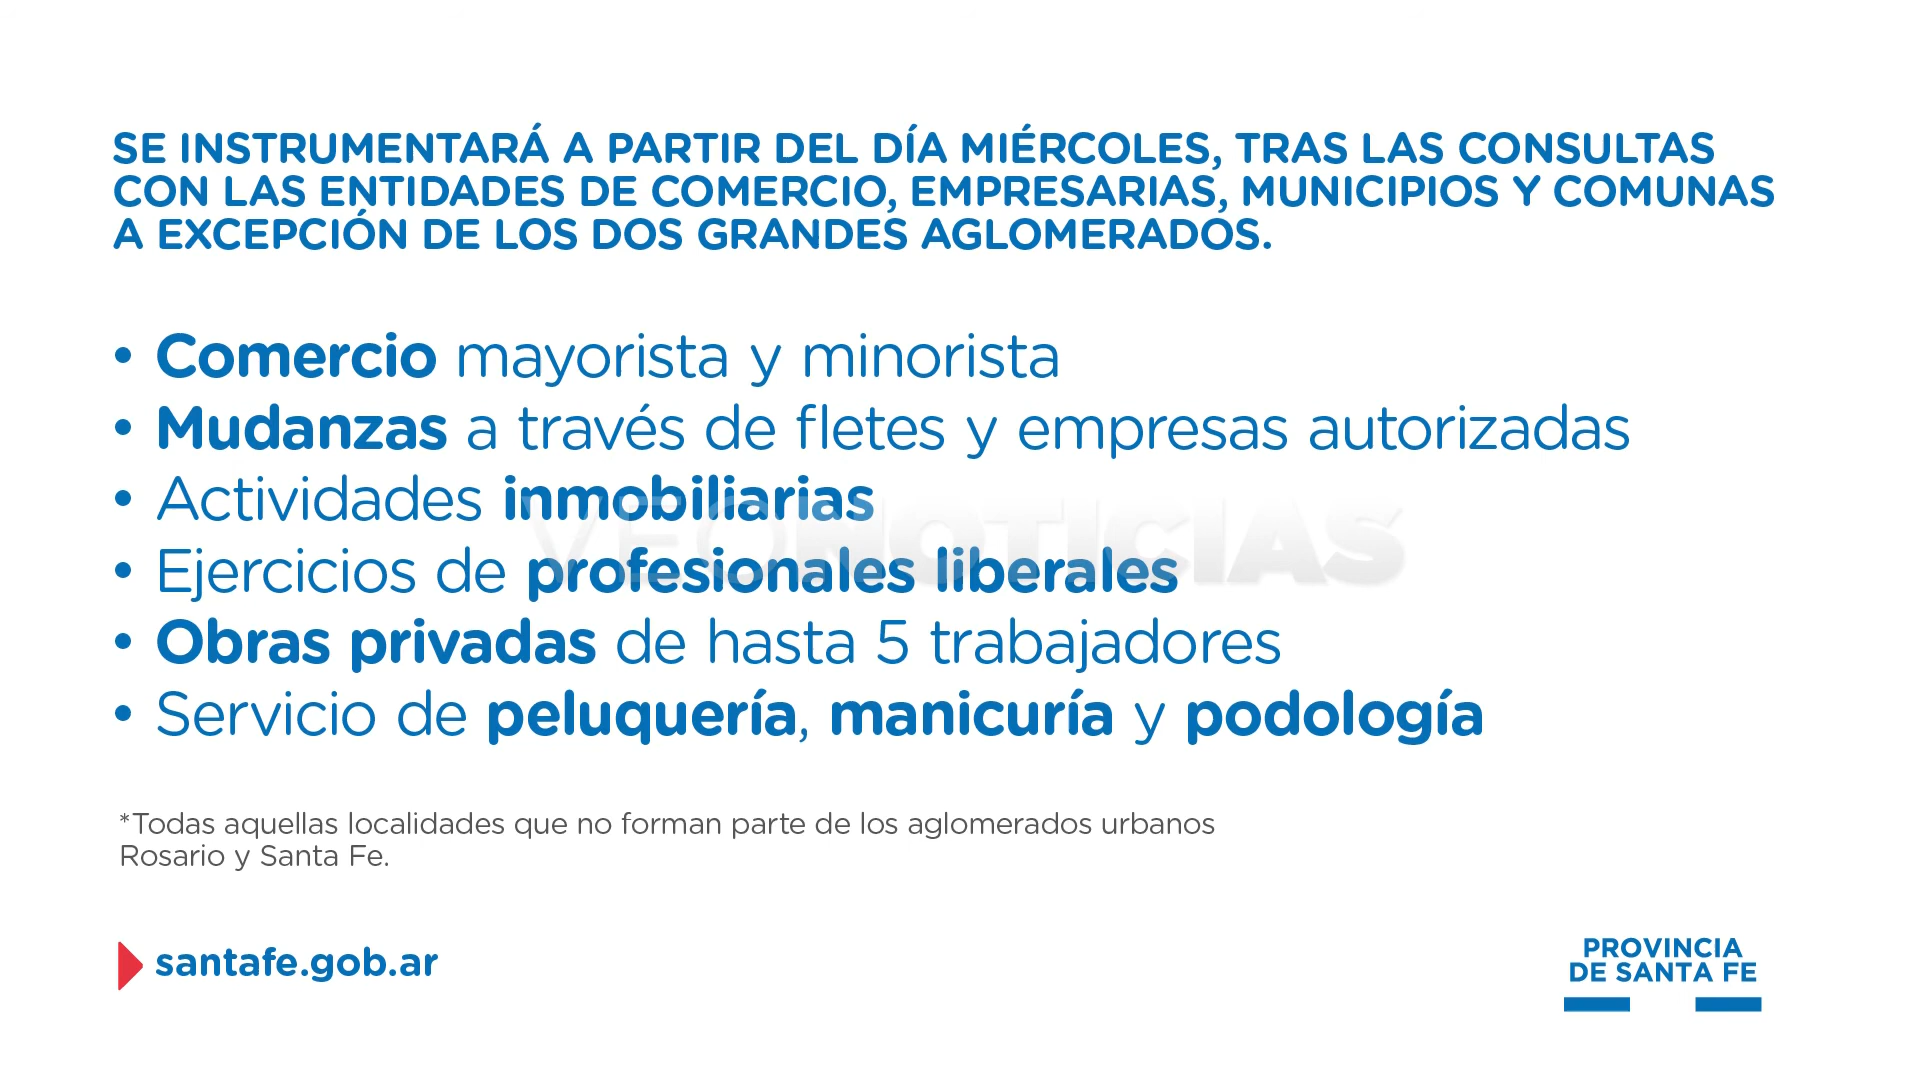 SE INSTRUMENTARÁ A PARTIR DEL DÍA MIÉRCOLES, TRAS LAS CONSULTAS
CON LAS ENTIDADES DE COMERCIO, EMPRESARIAS, MUNICIPIOS Y COMUNAS
A EXCEPCIÓN DE LOS DOS GRANDES AGLOMERADOS.
• Comercio mayorista y minorista
• Mudanzas a través de fletes y empresas autorizadas
• Actividades inmobiliarias
• Ejercicios de profesionales liberales
• Obras privadas de hasta 5 trabajadores
• Servicio de peluquería, manicuría y podología
VEONOTICIAS
*Todas aquellas localidades que no forman parte de los aglomerados urbanos
Rosario y Santa Fe.
santafe.gob.ar
PROVINCIA
DE SANTA FE